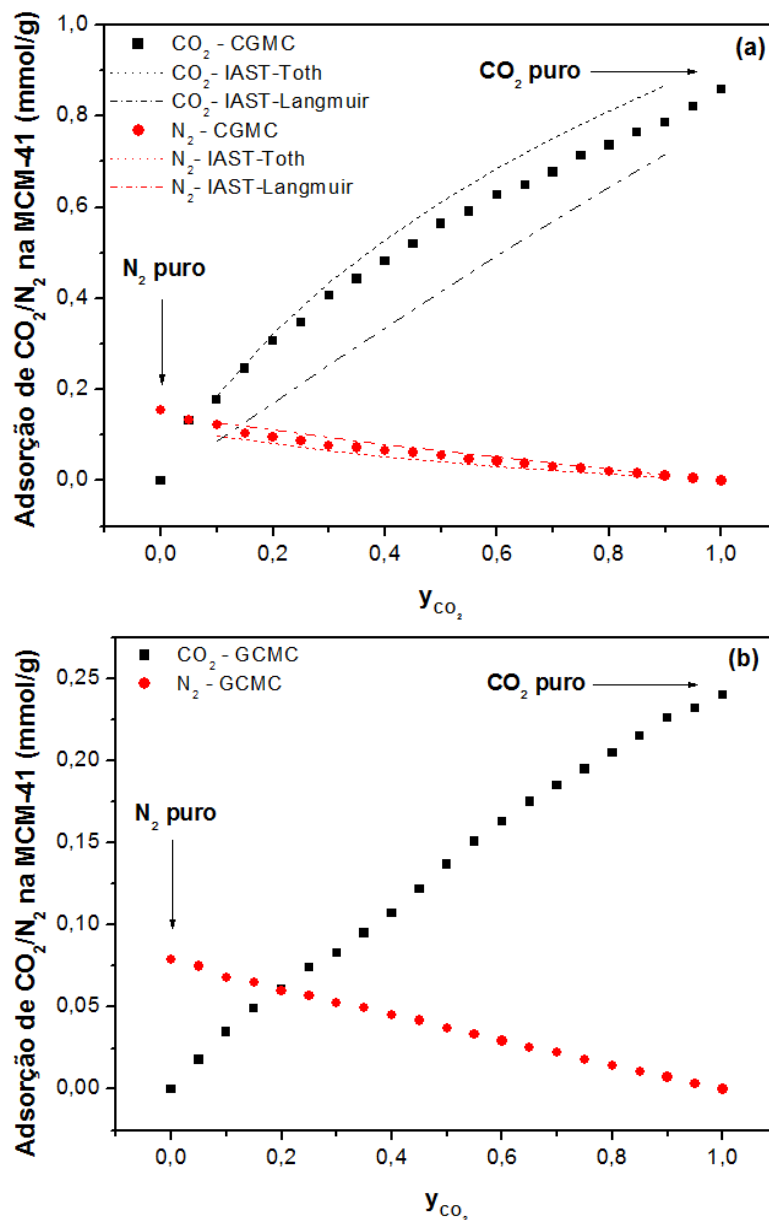 (a)
CO₂ - CGMC
CO₂- IAST-Toth
CO₂- IAST-Langmuir
N₂ - CGMC
N₂- IAST-Toth
N₂- IAST-Langmuir
CO₂ puro
N₂ puro
Adsorção de CO₂/N₂ na MCM-41 (mmol/g)
1,0
0,8
0,6
0,4
0,2
0,0
0,0 0,2 0,4 0,6 0,8 1,0
y CO₂
(b)
CO₂ - GCMC
N₂ - GCMC
CO₂ puro
N₂ puro
Adsorção de CO₂/N₂ na MCM-41 (mmol/g)
0,25
0,20
0,15
0,10
0,05
0,00
0,0 0,2 0,4 0,6 0,8 1,0
y CO₂